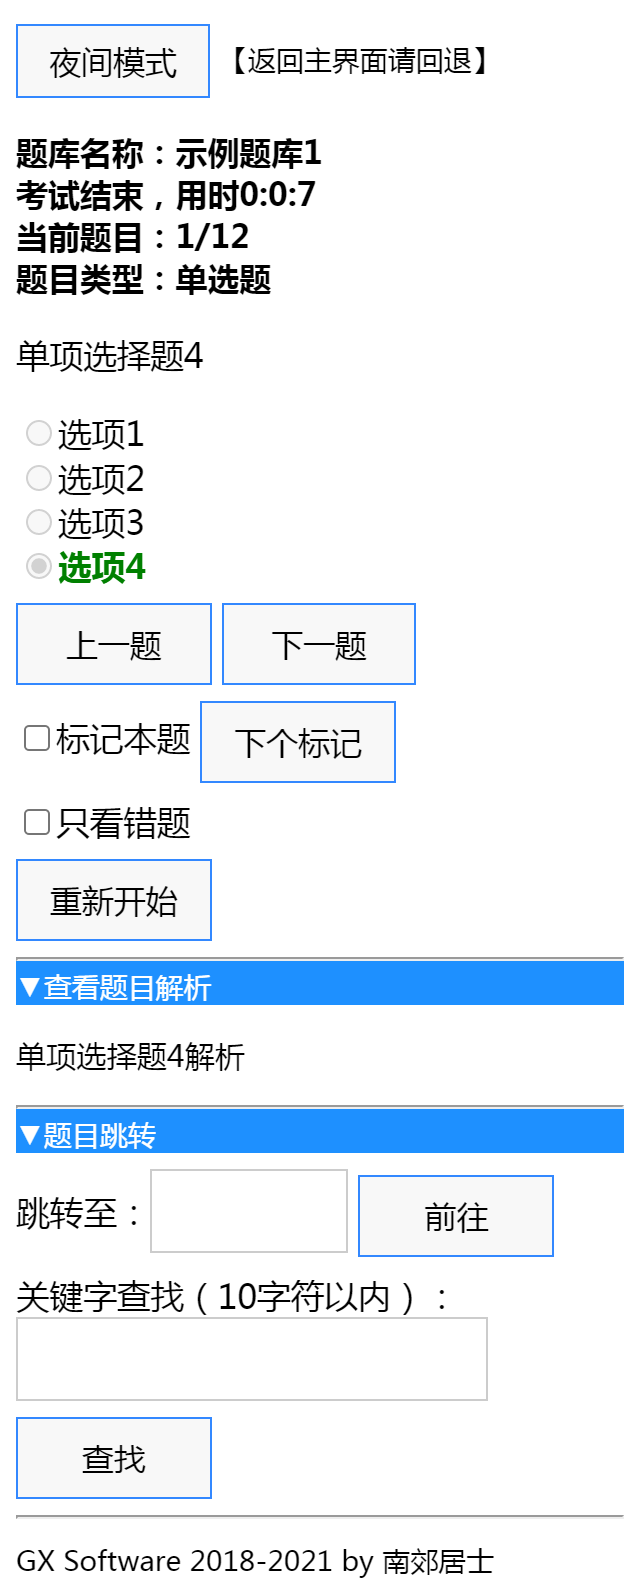 夜间模式 【返回主界面请回退】
题库名称：示例题库1
考试结束，用时0:0:7
当前题目：1/12
题目类型：单选题
单项选择题4
选项1
选项2
选项3
选项4
上一题 下一题
标记本题 下个标记
只看错题
重新开始
▼查看题目解析
单项选择题4解析
▼题目跳转
跳转至： 前往
关键字查找（10字符以内）：
查找
GX Software 2018-2021 by 南郊居士